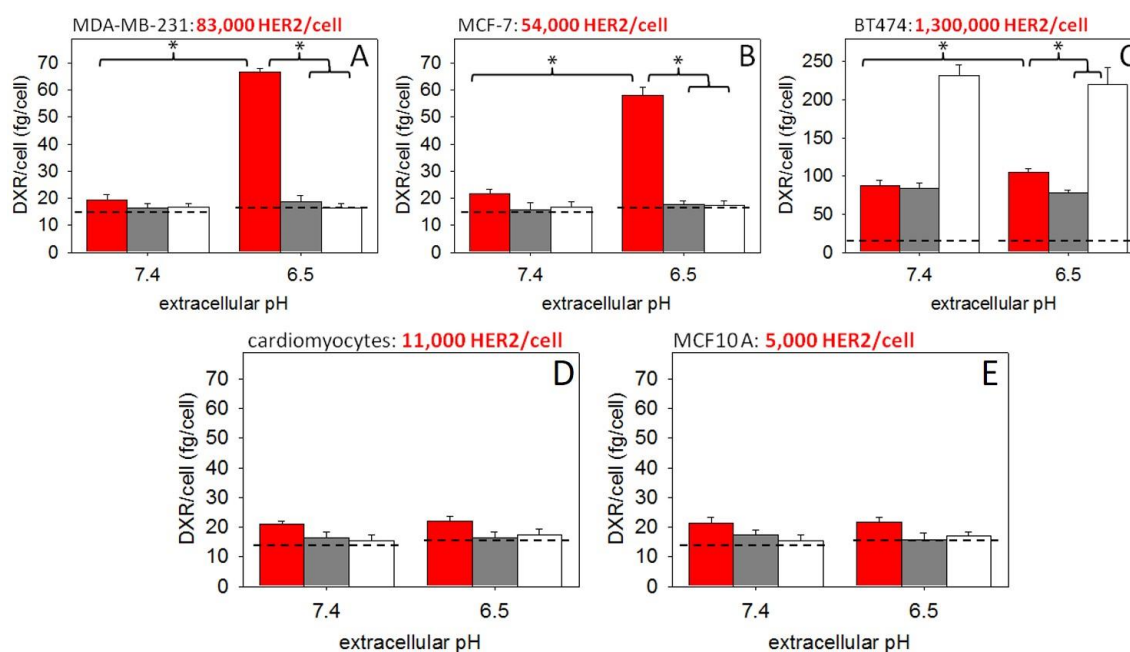 MDA-MB-231: 83,000 HER2/cell
A
* *
DXR/cell (fg/cell)
70
60
50
40
30
20
10
0
7.4 6.5
extracellular pH
MCF-7: 54,000 HER2/cell
B
* *
DXR/cell (fg/cell)
70
60
50
40
30
20
10
0
7.4 6.5
extracellular pH
BT474: 1,300,000 HER2/cell
C
* *
DXR/cell (fg/cell)
250
200
150
100
50
0
7.4 6.5
extracellular pH
cardiomyocytes: 11,000 HER2/cell
D
DXR/cell (fg/cell)
70
60
50
40
30
20
10
0
7.4 6.5
extracellular pH
MCF10A: 5,000 HER2/cell
E
DXR/cell (fg/cell)
70
60
50
40
30
20
10
0
7.4 6.5
extracellular pH